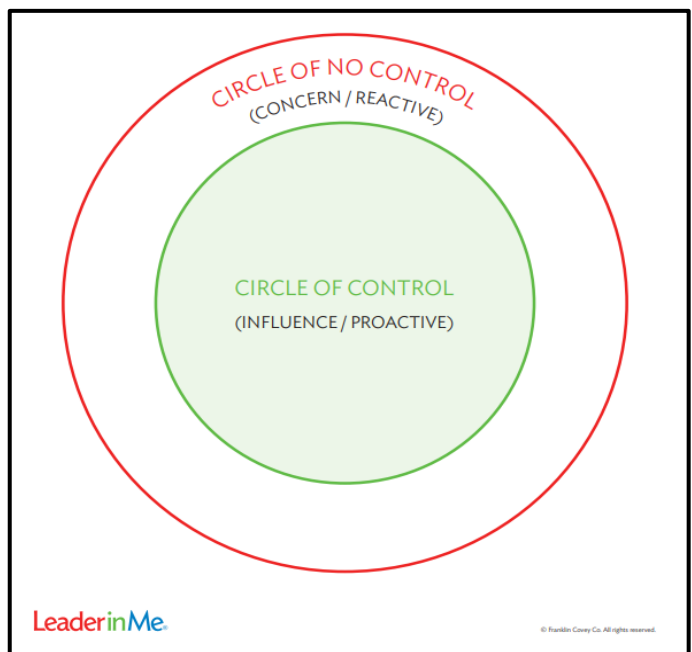 CIRCLE OF NO CONTROL
(CONCERN / REACTIVE)
CIRCLE OF CONTROL
(INFLUENCE / PROACTIVE)
LeaderinMe®
© Franklin Covey Co. All rights reserved.